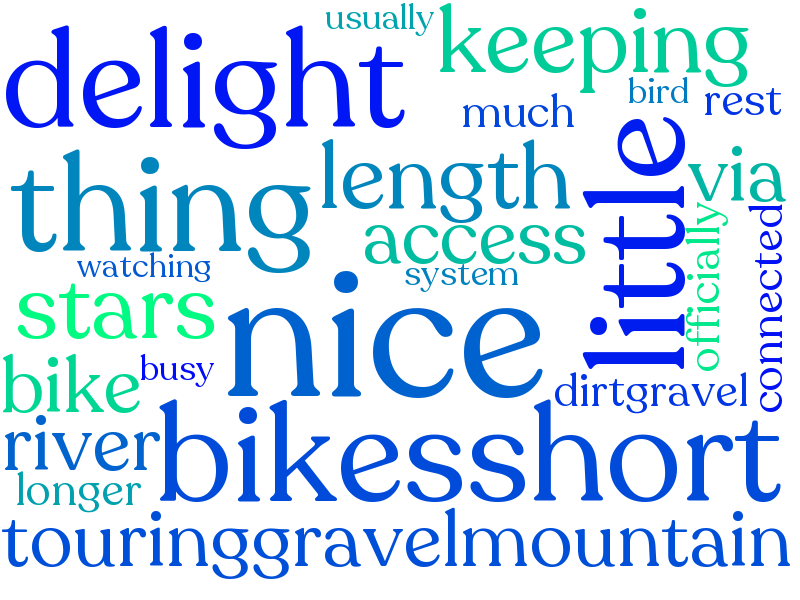 usually
keeping
delight
bird
rest
much
length
little
via
thing
access
officially
connected
watching
system
stars
nice
bike
busy
dirtgravel
bikesshort
river
longer
touringgravelmountain